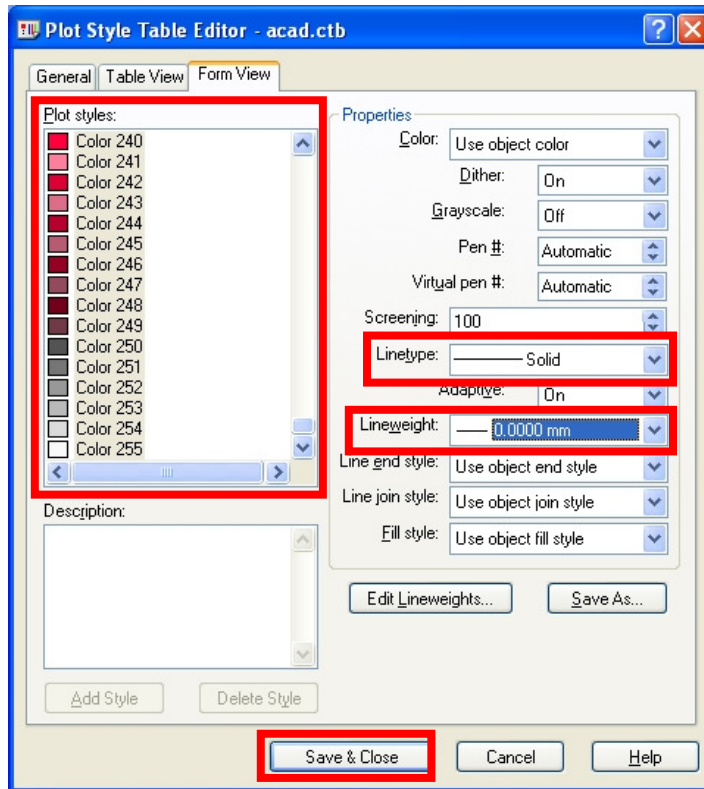 Plot Style Table Editor - acad.ctb
General Table View Form View
Plot styles:
Color 240
Color 241
Color 242
Color 243
Color 244
Color 245
Color 246
Color 247
Color 248
Color 249
Color 250
Color 251
Color 252
Color 253
Color 254
Color 255
Description:
Add Style Delete Style
Properties
Color: Use object color
Dither: On
Grayscale: Off
Pen #: Automatic
Virtual pen #: Automatic
Screening: 100
Linetype: Solid
Adaptive: On
Lineweight: 0.0000 mm
Line end style: Use object end style
Line join style: Use object join style
Fill style: Use object fill style
Edit Lineweights... Save As...
Save & Close Cancel Help